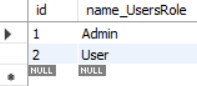 id name_UsersRole
1 Admin
2 User
NULL NULL